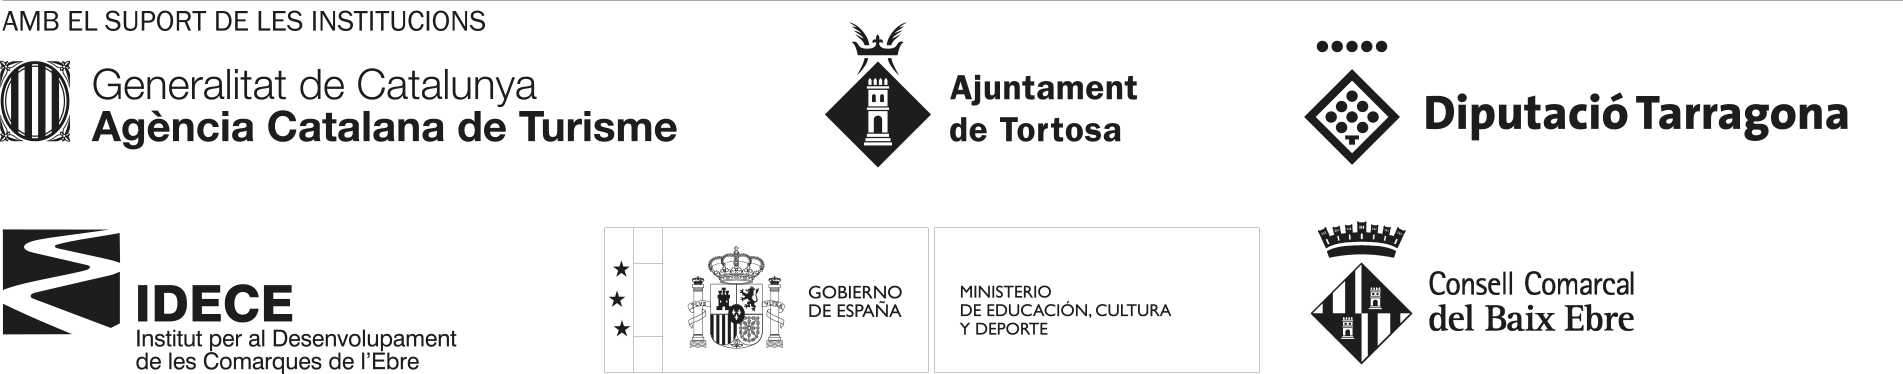 AMB EL SUPORT DE LES INSTITUCIONS
Generalitat de Catalunya
Agència Catalana de Turisme
Ajuntament
de Tortosa
Diputació Tarragona
IDECE
Institut per al Desenvolupament
de les Comarques de l'Ebre
GOBIERNO
DE ESPAÑA
MINISTERIO
DE EDUCACIÓN, CULTURA
Y DEPORTE
Consell Comarcal
del Baix Ebre